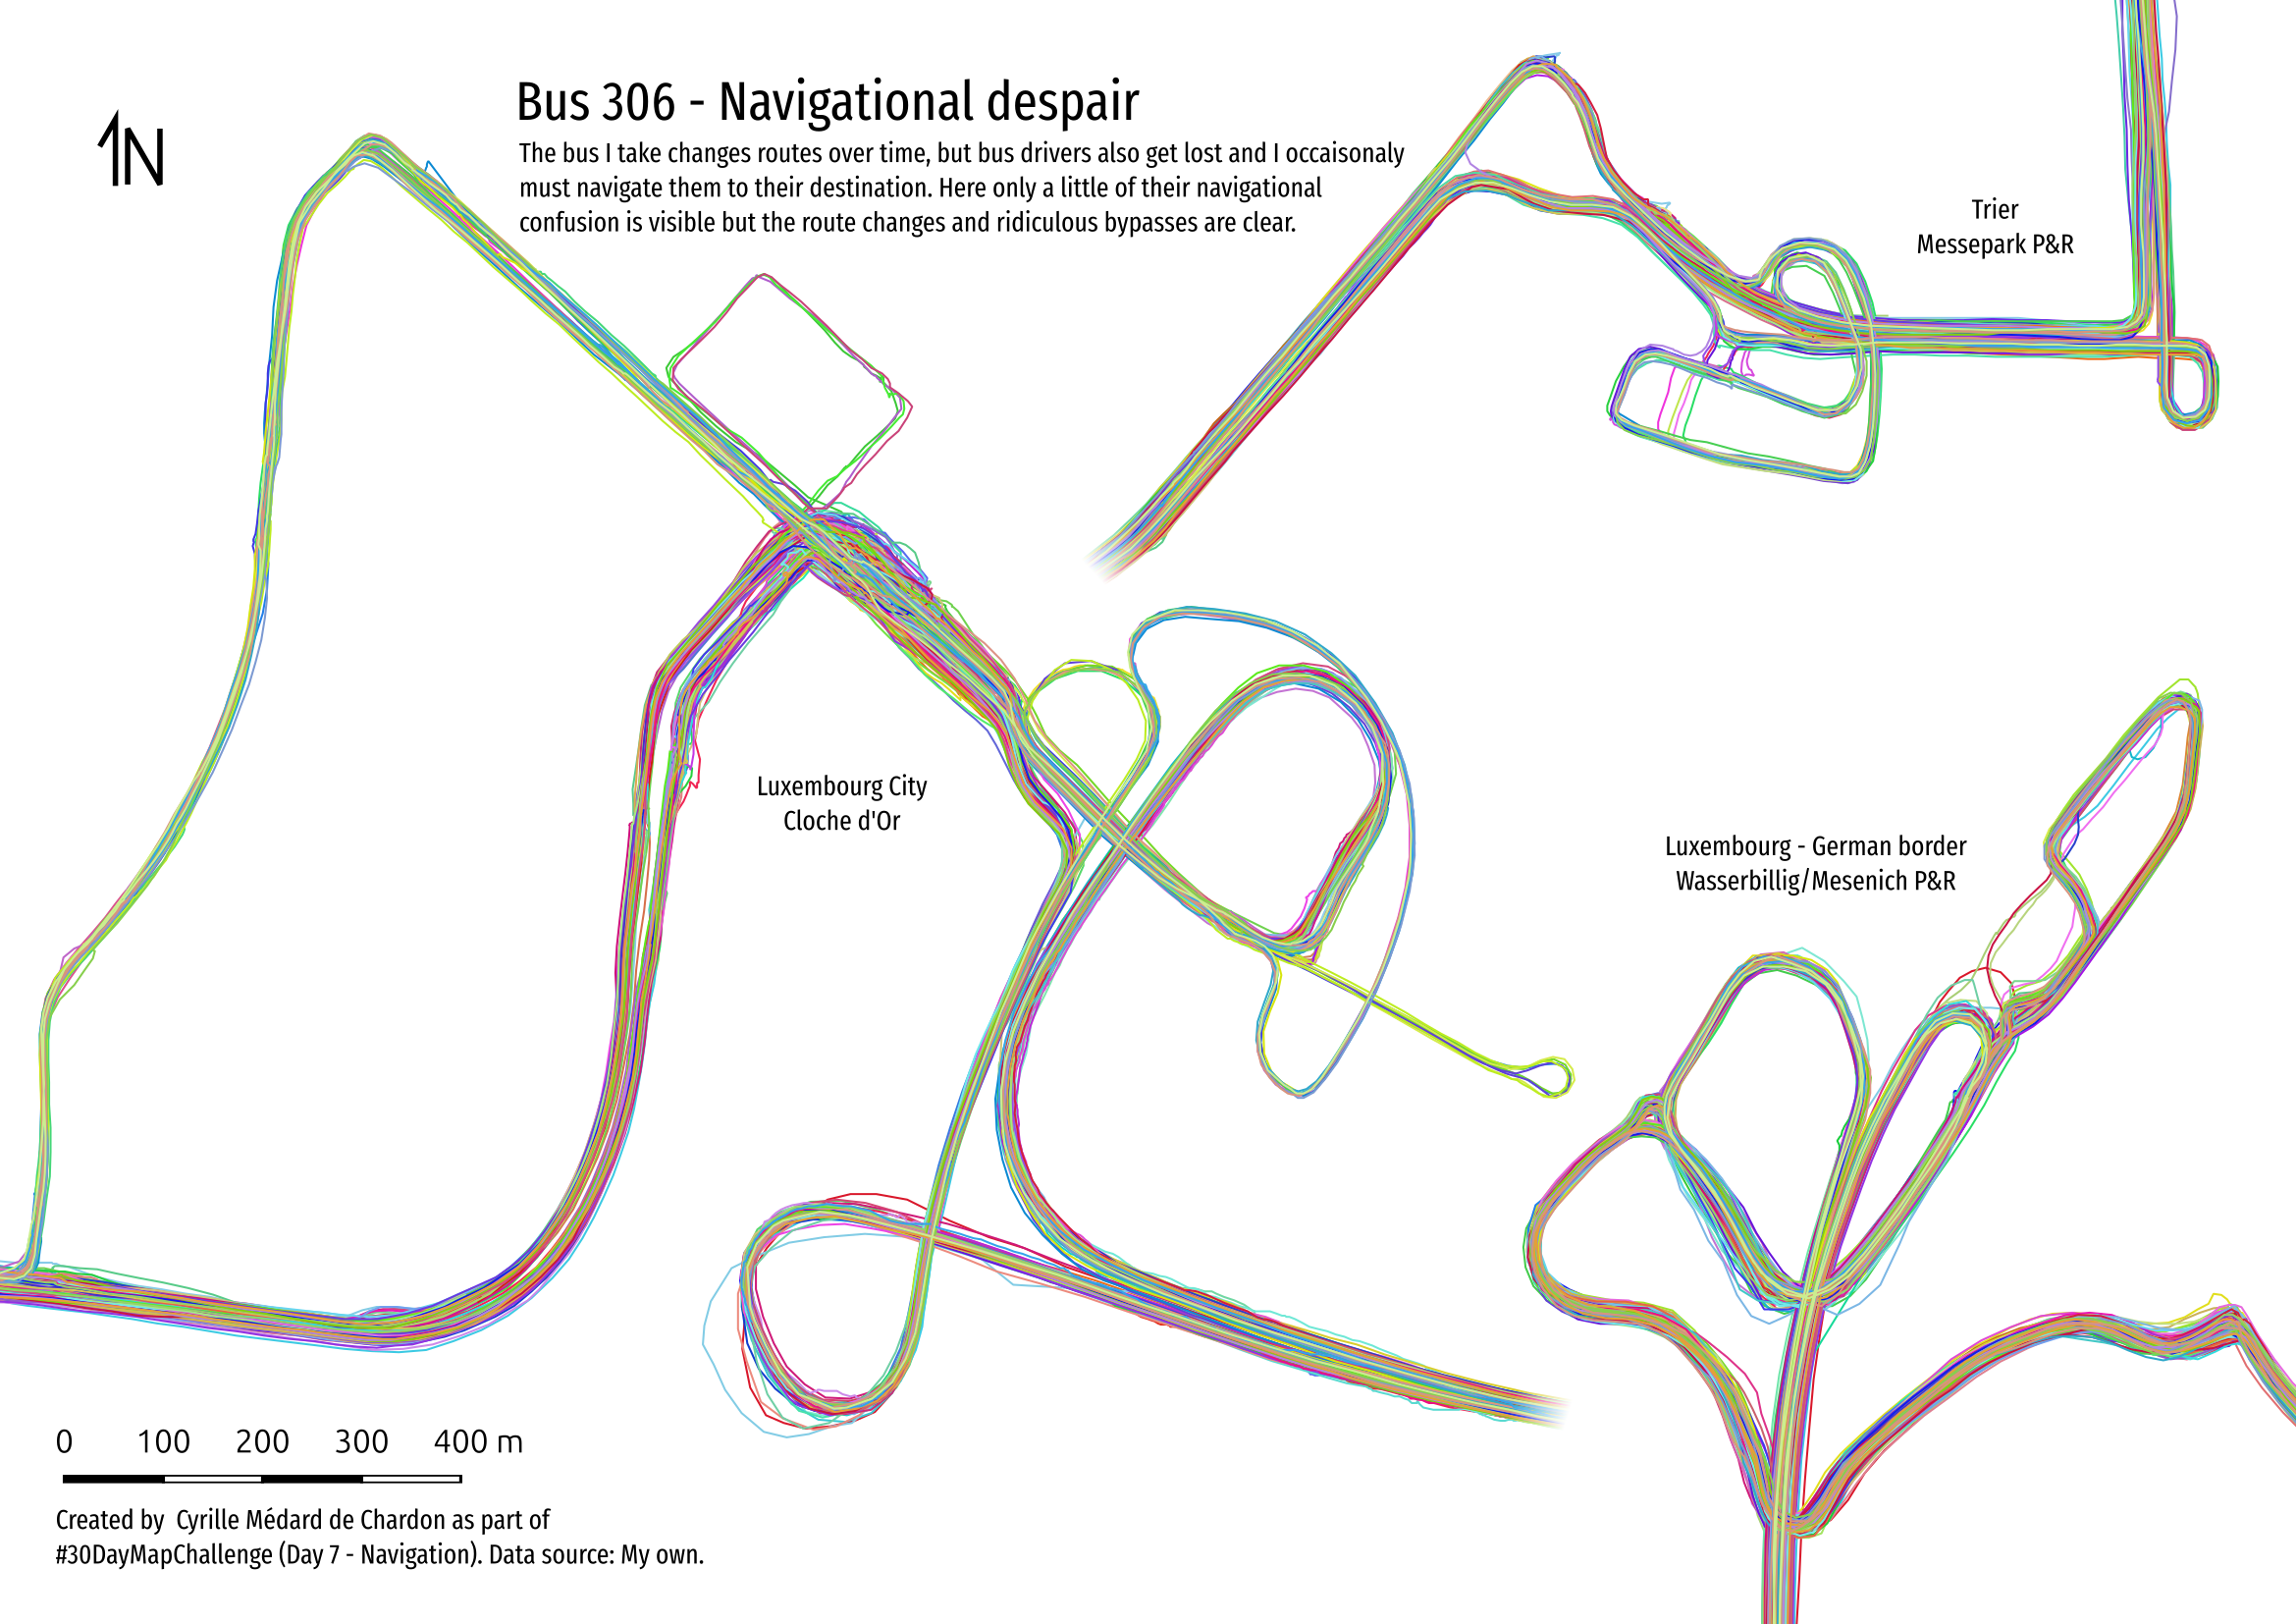 N
Bus 306 - Navigational despair
The bus I take changes routes over time, but bus drivers also get lost and I occaisonaly
must navigate them to their destination. Here only a little of their navigational
confusion is visible but the route changes and ridiculous bypasses are clear.
Trier
Messepark P&R
Luxembourg City
Cloche d'Or
Luxembourg - German border
Wasserbillig/Mesenich P&R
0 100 200 300 400 m
Created by  Cyrille Médard de Chardon as part of
#30DayMapChallenge (Day 7 - Navigation). Data source: My own.